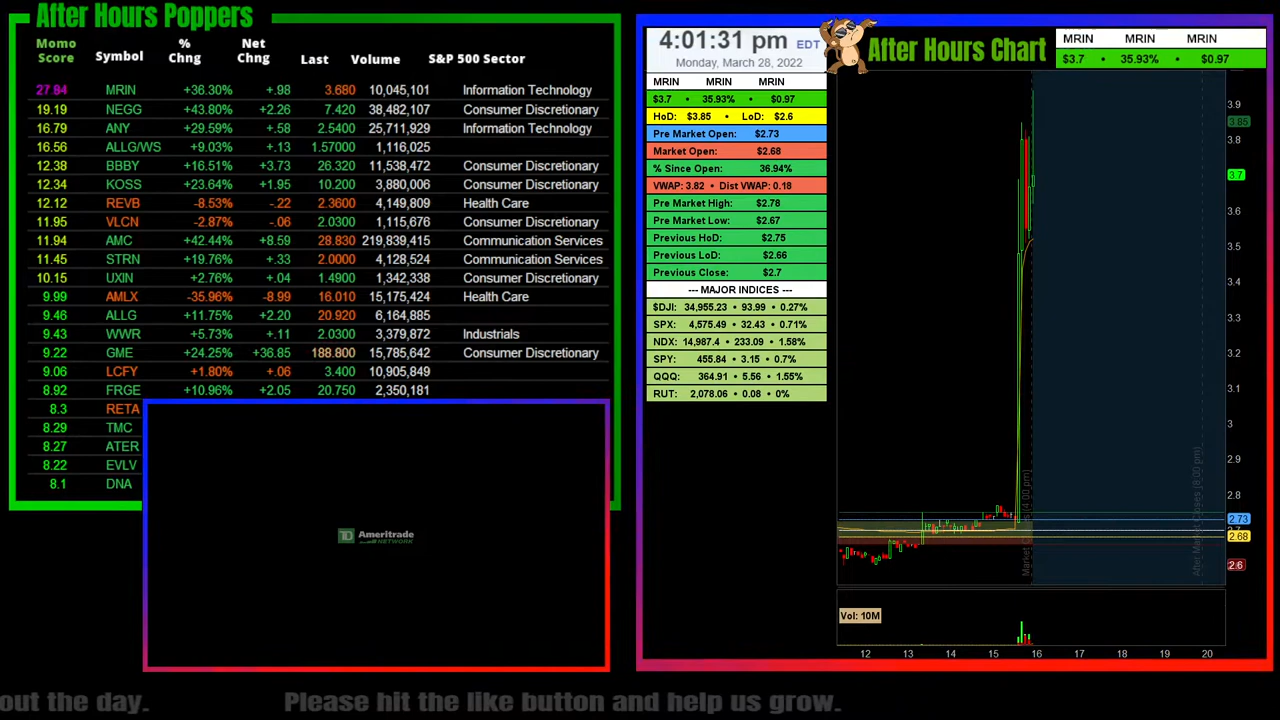 After Hours Poppers
Momo Score Symbol % Chng Net Chng Last Volume S&P 500 Sector
27.84 MRIN +36.30% +.98 3.680 10,045,101 Information Technology
19.19 NEGG +43.80% +2.26 7.420 38,482,107 Consumer Discretionary
16.79 ANY +29.59% +.58 2.5400 25,711,929 Information Technology
16.56 ALLG/WS +9.03% +.13 1.57000 1,116,025
12.38 BBBY +16.51% +3.73 26.320 11,538,472 Consumer Discretionary
12.34 KOSS +23.64% +1.95 10.200 3,880,006 Consumer Discretionary
12.12 REVB -8.53% -.22 2.3600 4,149,809 Health Care
11.95 VLCN -2.87% -.06 2.0300 1,115,676 Consumer Discretionary
11.94 AMC +42.44% +8.59 28.830 219,839,415 Communication Services
11.45 STRN +19.76% +.33 2.0000 4,128,524 Communication Services
10.15 UXIN +2.76% +.04 1.4900 1,342,338 Consumer Discretionary
9.99 AMLX -35.96% -8.99 16.010 15,175,424 Health Care
9.46 ALLG +11.75% +2.20 20.920 6,164,885
9.43 WWR +5.73% +.11 2.0300 3,379,872 Industrials
9.22 GME +24.25% +36.85 188.800 15,785,642 Consumer Discretionary
9.06 LCFY +1.80% +.06 3.400 10,905,849
8.92 FRGE +10.96% +2.05 20.750 2,350,181
8.3 RETA
8.29 TMC
8.27 ATER
8.22 EVLV
8.1 DNA
TD Ameritrade
NETWORK
4:01:31 pm EDT
Monday, March 28, 2022
MRIN MRIN MRIN
$3.7 • 35.93% • $0.97
HoD: $3.85 • LoD: $2.6
Pre Market Open: $2.73
Market Open: $2.68
% Since Open: 36.94%
VWAP: 3.82 • Dist VWAP: 0.18
Pre Market High: $2.78
Pre Market Low: $2.67
Previous HoD: $2.75
Previous LoD: $2.66
Previous Close: $2.7
--- MAJOR INDICES ---
$DJI: 34,955.23 • 93.99 • 0.27%
SPX: 4,575.49 • 32.43 • 0.71%
NDX: 14,987.4 • 233.09 • 1.58%
SPY: 455.84 • 3.15 • 0.7%
QQQ: 364.91 • 5.56 • 1.55%
RUT: 2,078.06 • 0.08 • 0%
After Hours Chart
MRIN MRIN MRIN
$3.7 • 35.93% • $0.97
3.9
3.85
3.8
3.7
3.6
3.5
3.4
3.3
3.2
3.1
3
2.9
2.8
2.73
2.68
2.6
After Market Closes (8:00 pm)
Vol: 10M
12 13 14 15 16 17 18 19 20
out the day. Please hit the like button and help us grow.